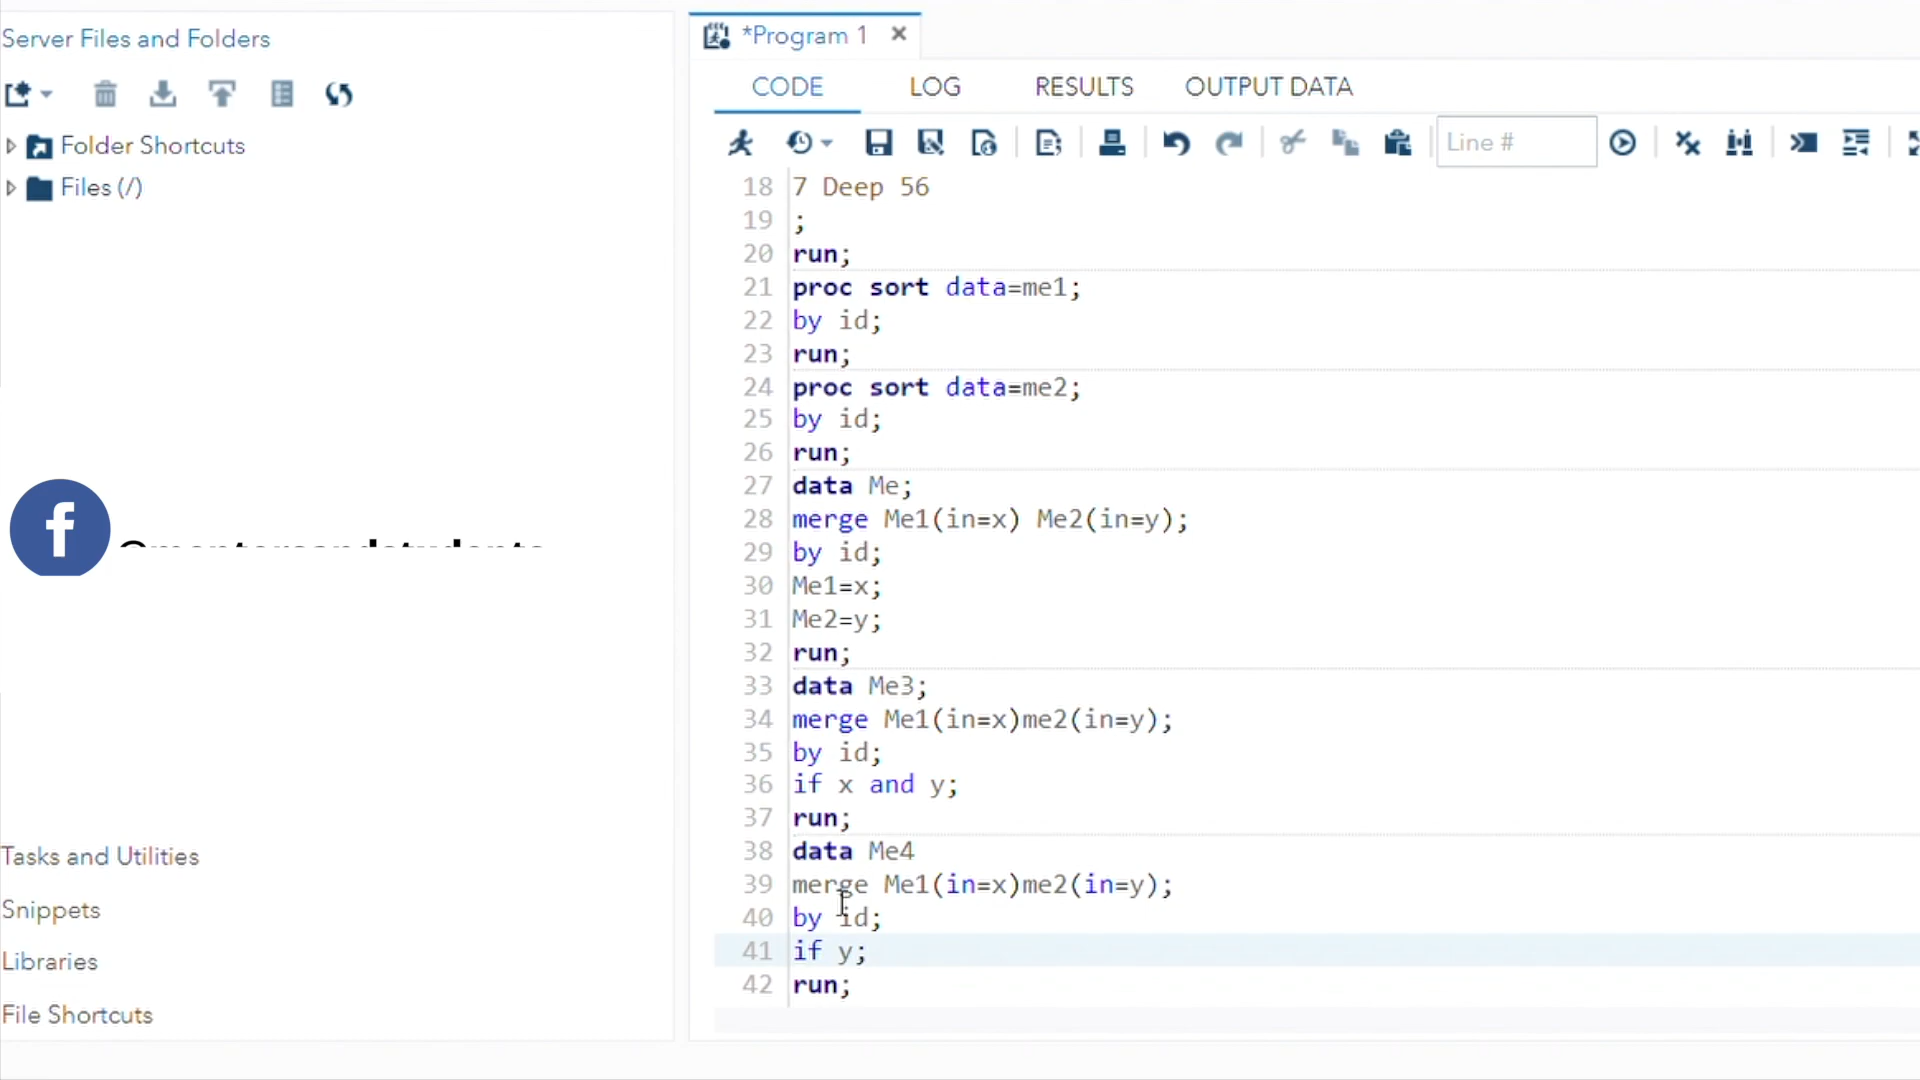 Server Files and Folders
Folder Shortcuts
Files (/)
Tasks and Utilities
Snippets
Libraries
File Shortcuts
*Program 1
CODE LOG RESULTS OUTPUT DATA
Line #
18 7 Deep 56
19 ;
20 run;
21 proc sort data=me1;
22 by id;
23 run;
24 proc sort data=me2;
25 by id;
26 run;
27 data Me;
28 merge Me1(in=x) Me2(in=y);
29 by id;
30 Me1=x;
31 Me2=y;
32 run;
33 data Me3;
34 merge Me1(in=x)me2(in=y);
35 by id;
36 if x and y;
37 run;
38 data Me4
39 merge Me1(in=x)me2(in=y);
40 by id;
41 if y;
42 run;